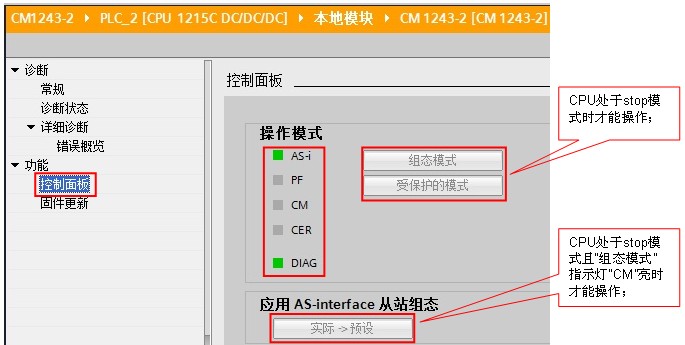 CM1243-2 ▸ PLC_2 [CPU 1215C DC/DC/DC] ▸ 本地模块 ▸ CM 1243-2 [CM 1243-2]
诊断
常规
诊断状态
详细诊断
错误概览
功能
控制面板
固件更新
控制面板
操作模式
AS-i
PF
CM
CER
DIAG
组态模式
受保护的模式
应用 AS-interface 从站组态
实际 -> 预设
CPU处于stop模
式时才能操作；
CPU处于stop模
式且“组态模式”
指示灯“CM”亮时
才能操作；